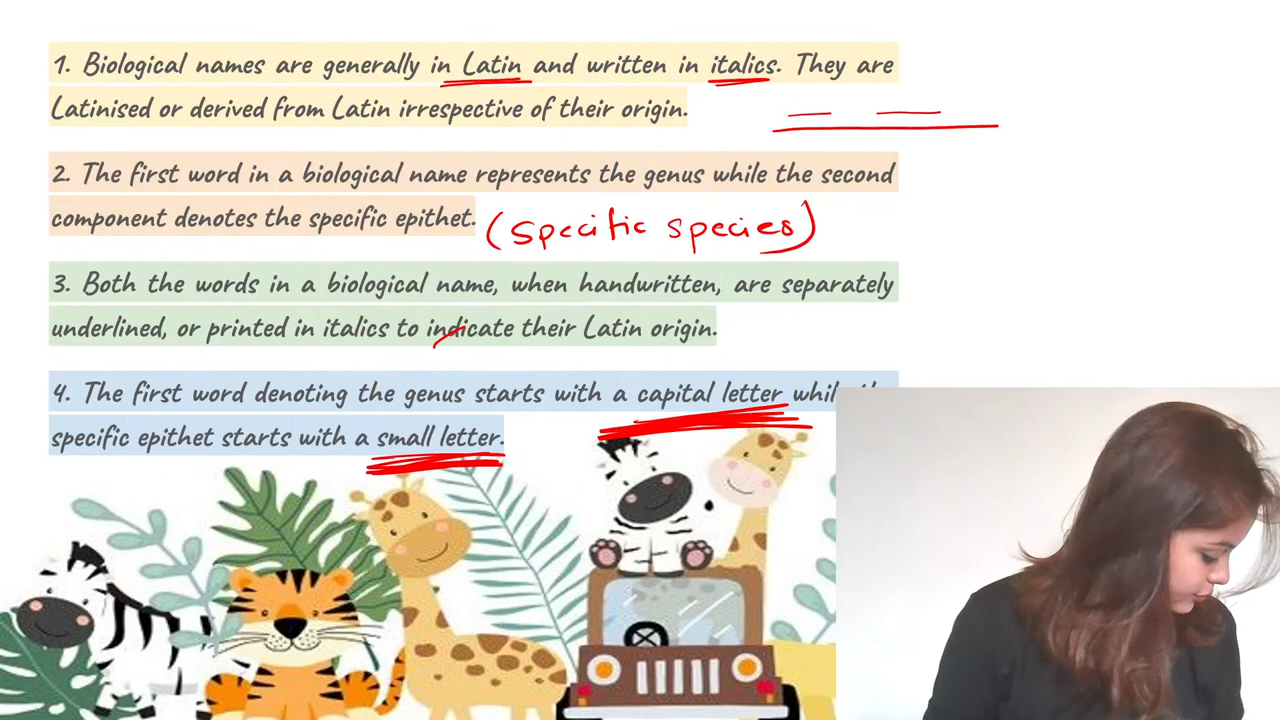 1. Biological names are generally in Latin and written in italics. They are
Latinised or derived from Latin irrespective of their origin.
2. The first word in a biological name represents the genus while the second
component denotes the specific epithet.
(specific species)
3. Both the words in a biological name, when handwritten, are separately
underlined, or printed in italics to indicate their Latin origin.
4. The first word denoting the genus starts with a capital letter
specific epithet starts with a small letter.